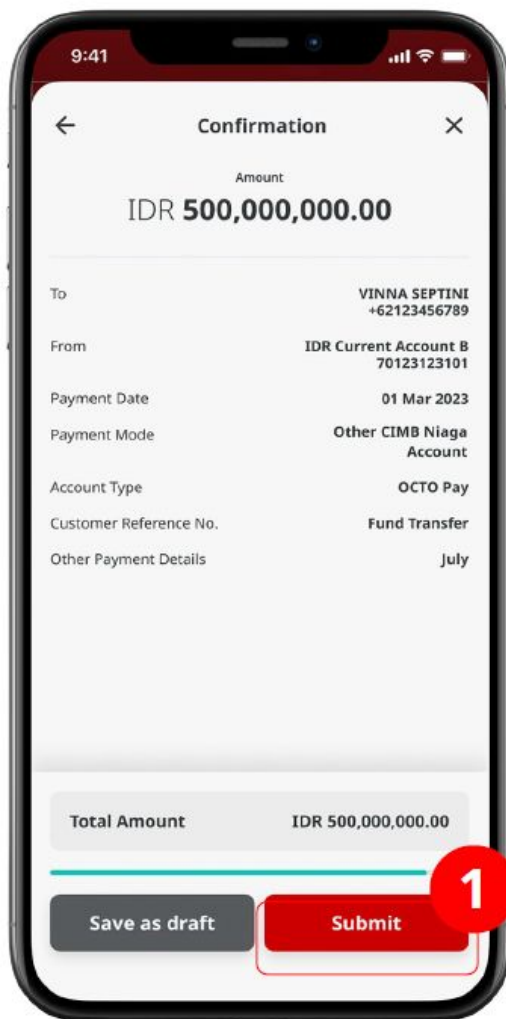 9:41
Confirmation
Amount
IDR 500,000,000.00
To VINNA SEPTINI
+62123456789
From IDR Current Account B
70123123101
Payment Date 01 Mar 2023
Payment Mode Other CIMB Niaga
Account
Account Type OCTO Pay
Customer Reference No. Fund Transfer
Other Payment Details July
Total Amount IDR 500,000,000.00
1
Save as draft Submit